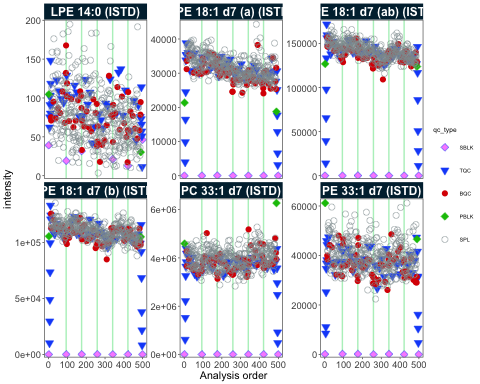 LPE 14:0 (ISTD)
PE 18:1 d7 (a) (IST
E 18:1 d7 (ab) (IST
200
150
100
50
0
40000
30000
20000
10000
0
150000
100000
50000
0
intensity
PE 18:1 d7 (b) (IST
PC 33:1 d7 (ISTD)
PE 33:1 d7 (ISTD)
1e+05
5e+04
0e+00
6e+06
4e+06
2e+06
0e+00
60000
40000
20000
0
0 100 200 300 400 500
0 100 200 300 400 500
0 100 200 300 400 500
Analysis order
qc_type
SBLK
TQC
BQC
PBLK
SPL